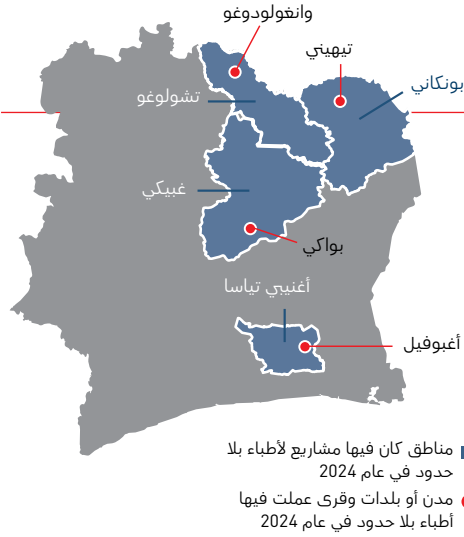 وانغولودوغو
تيهيني
بونكاني
تشولوغو
غبيكي
بواكي
أغنيبي تياسا
أغبوفيل
مناطق كان فيها مشاريع لأطباء بلا
حدود في عام 2024
مدن أو بلدات وقرى عملت فيها
أطباء بلا حدود في عام 2024